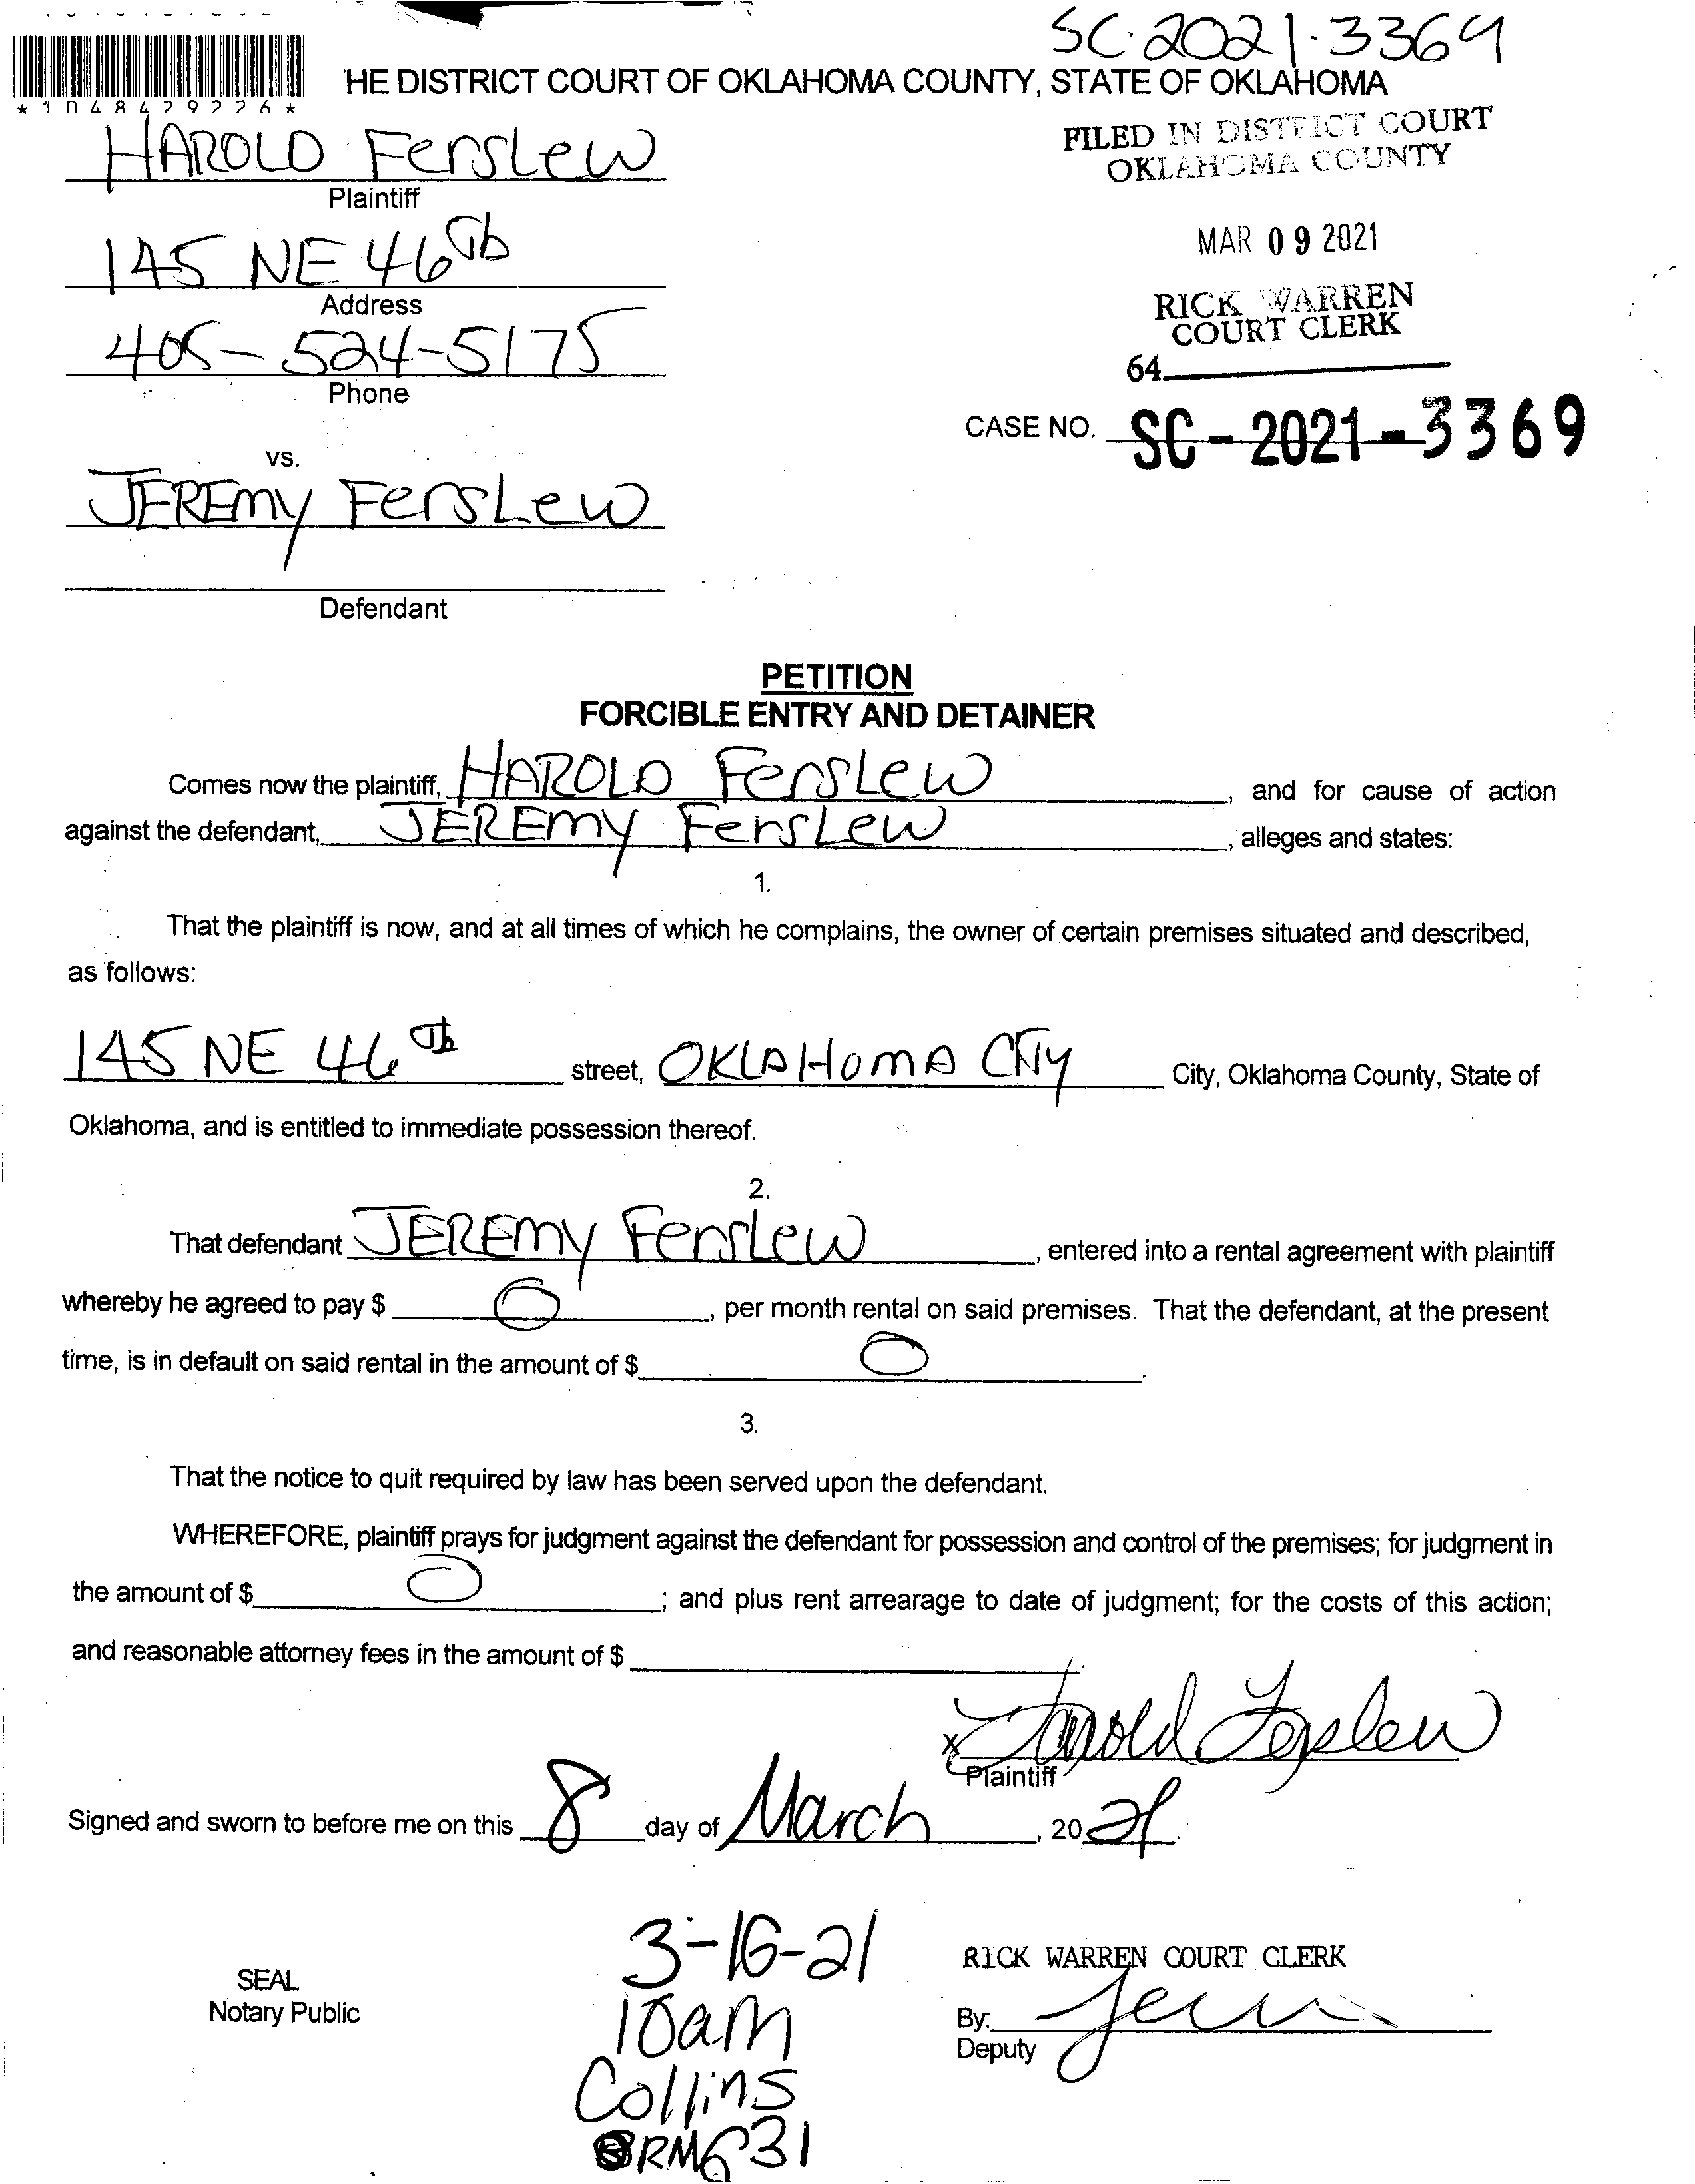 SC-2021-3369
HE DISTRICT COURT OF OKLAHOMA COUNTY, STATE OF OKLAHOMA
*1048429226*
HAROLD Ferslew
Plaintiff
FILED IN DISTRICT COURT
OKLAHOMA COUNTY
145 NE 46th
Address
MAR 09 2021
405-524-5175
Phone
RICK WARREN
COURT CLERK
64
CASE NO. SC-2021-3369
vs.
JEREMY Ferslew
Defendant
PETITION
FORCIBLE ENTRY AND DETAINER
Comes now the plaintiff, HAROLD Ferslew, and for cause of action
against the defendant, JEREMY Ferslew, alleges and states:
1.
That the plaintiff is now, and at all times of which he complains, the owner of certain premises situated and described,
as follows:
145 NE 46th street, OKLAHOMA CITY City, Oklahoma County, State of
Oklahoma, and is entitled to immediate possession thereof.
2.
That defendant JEREMY Ferslew, entered into a rental agreement with plaintiff
whereby he agreed to pay $ 0, per month rental on said premises. That the defendant, at the present
time, is in default on said rental in the amount of $ 0.
3.
That the notice to quit required by law has been served upon the defendant.
WHEREFORE, plaintiff prays for judgment against the defendant for possession and control of the premises; for judgment in
the amount of $ 0; and plus rent arrearage to date of judgment; for the costs of this action;
and reasonable attorney fees in the amount of $
x Harold Ferslew
Plaintiff
Signed and sworn to before me on this 8 day of March, 2021
3-16-21
10am
Collins
RM 631
SEAL
Notary Public
RICK WARREN COURT CLERK
By:
Deputy